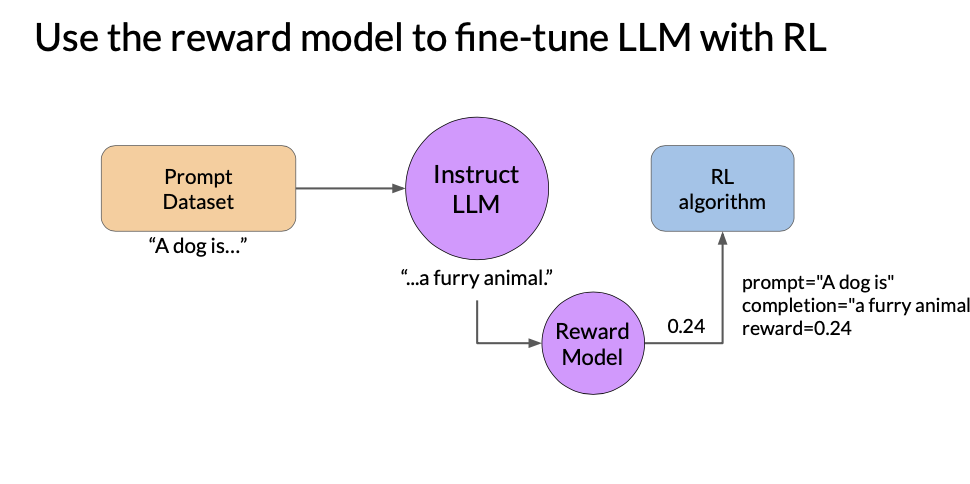 Use the reward model to fine-tune LLM with RL
Prompt
Dataset
“A dog is…”
Instruct
LLM
“...a furry animal.”
Reward
Model
0.24
RL
algorithm
prompt="A dog is"
completion="a furry animal
reward=0.24